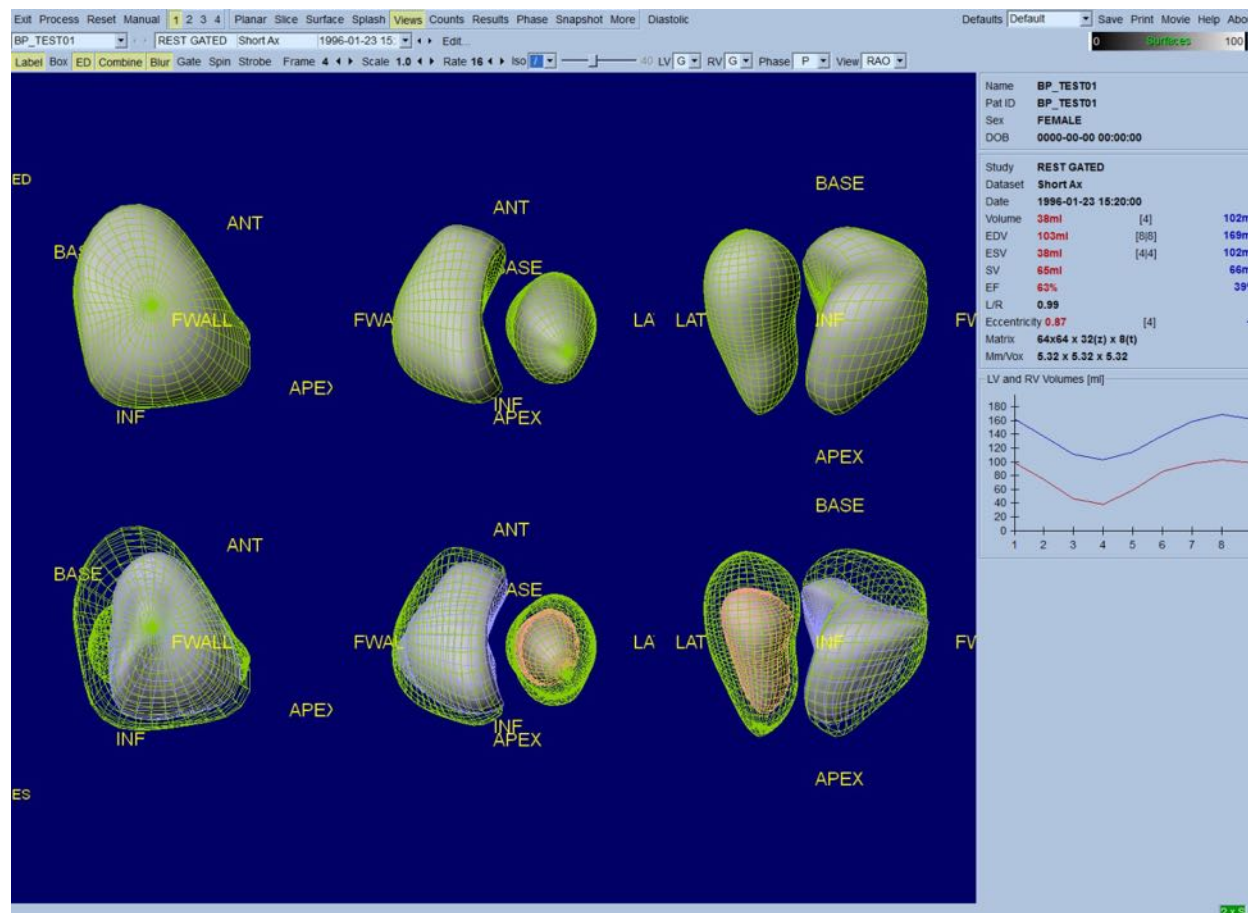 Exit Process Reset Manual 1 2 3 4 Planar Slice Surface Splash Views Counts Results Phase Snapshot More Diastolic Defaults Default Save Print Movie Help Abou
BP_TEST01 REST GATED Short Ax 1996-01-23 15: Edit... 0 Surfaces 100
Label Box ED Combine Blur Gate Spin Strobe Frame 4 Scale 1.0 Rate 16 Iso 40 LV G RV G Phase P View RAO
Name BP_TEST01
Pat ID BP_TEST01
Sex FEMALE
DOB 0000-00-00 00:00:00
Study REST GATED
Dataset Short Ax
Date 1996-01-23 15:20:00
Volume 38ml [4] 102m
EDV 103ml [8|8] 169m
ESV 38ml [4|4] 102m
SV 65ml 66m
EF 63% 39%
L/R 0.99
Eccentricity 0.87 [4]
Matrix 64x64 x 32(z) x 8(t)
Mm/Vox 5.32 x 5.32 x 5.32
LV and RV Volumes [ml]
180
160
140
120
100
80
60
40
20
0
1 2 3 4 5 6 7 8
ED
BASE
ANT
ANT
BAS BASE
FWALL FWA LA LAT INF FV
APEX
INF INF
APEX
APEX
BASE
ANT
ANT
BASE BASE
FWALL FWAL LA LAT INF FV
APEX
INF INF
APEX
APEX
ES